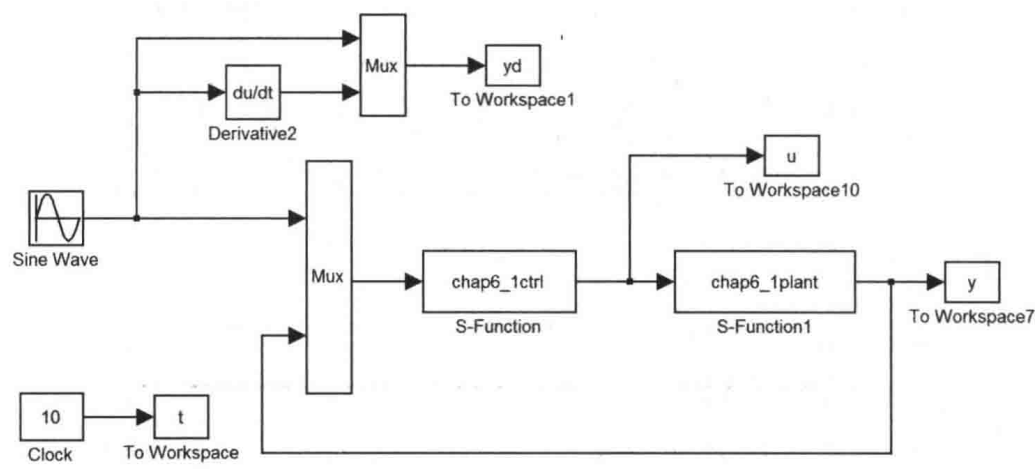 Mux
yd
To Workspace1
du/dt
Derivative2
u
To Workspace10
Sine Wave
Mux
chap6_1ctrl
S-Function
chap6_1plant
S-Function1
y
To Workspace7
10
Clock
t
To Workspace